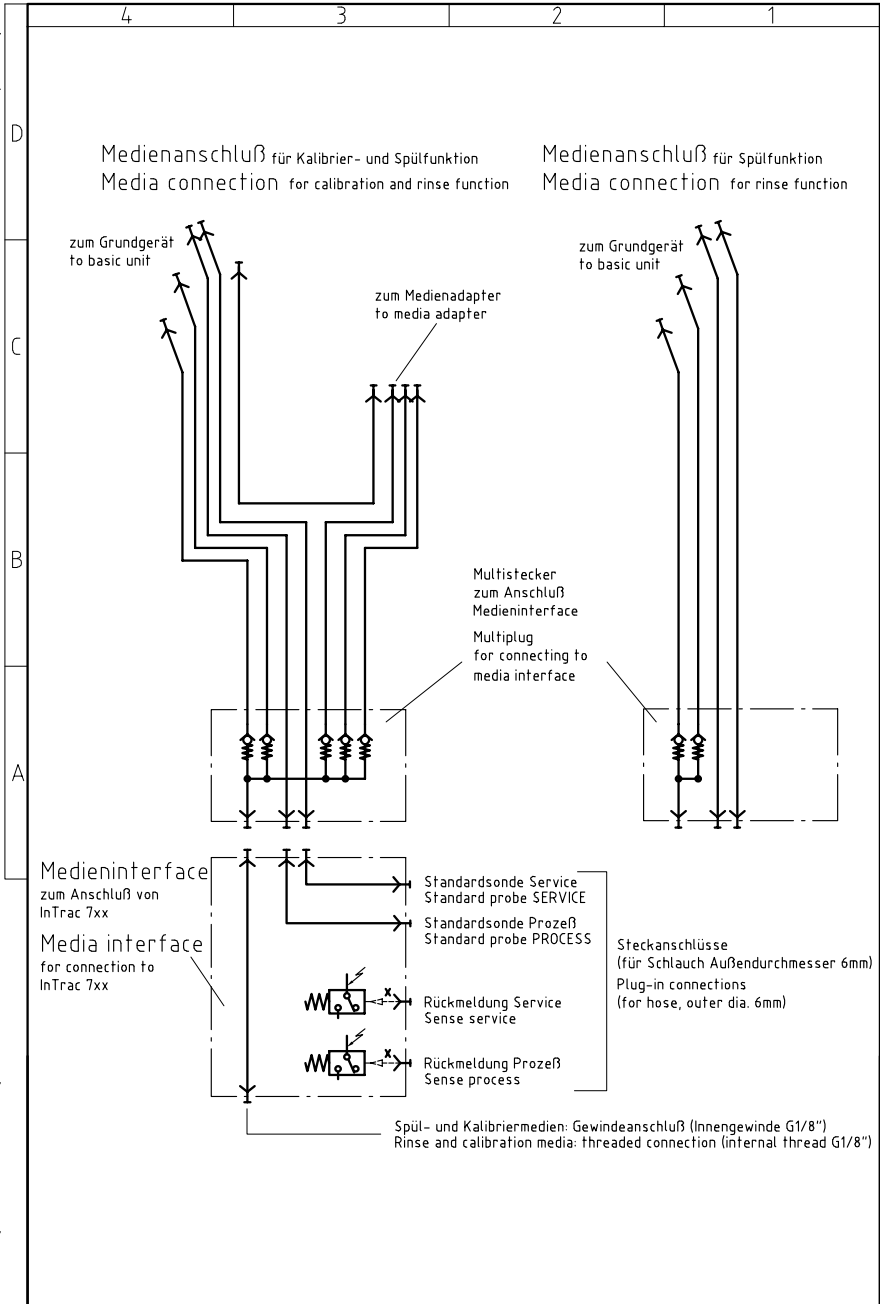 4 3 2 1
D
C
B
A
Medienanschluß für Kalibrier- und Spülfunktion
Media connection for calibration and rinse function
Medienanschluß für Spülfunktion
Media connection for rinse function
zum Grundgerät
to basic unit
zum Grundgerät
to basic unit
zum Medienadapter
to media adapter
Multistecker
zum Anschluß
Medieninterface
Multiplug
for connecting to
media interface
Medieninterface
zum Anschluß von
InTrac 7xx
Media interface
for connection to
InTrac 7xx
Standardsonde Service
Standard probe SERVICE
Standardsonde Prozeß
Standard probe PROCESS
x
Rückmeldung Service
Sense service
x
Rückmeldung Prozeß
Sense process
Steckanschlüsse
(für Schlauch Außendurchmesser 6mm)
Plug-in connections
(for hose, outer dia. 6mm)
Spül- und Kalibriermedien: Gewindeanschluß (Innengewinde G1/8")
Rinse and calibration media: threaded connection (internal thread G1/8")